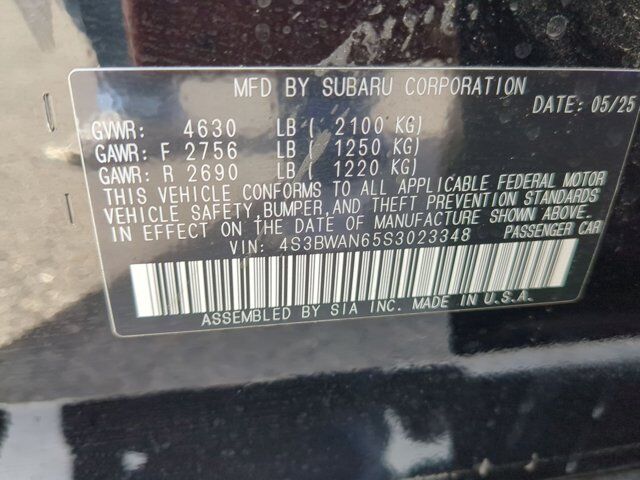 MFD BY SUBARU CORPORATION
DATE: 05/25
GVWR: 4630 LB ( 2100 KG)
GAWR: F 2756 LB ( 1250 KG)
GAWR: R 2690 LB ( 1220 KG)
THIS VEHICLE CONFORMS TO ALL APPLICABLE FEDERAL MOTOR
VEHICLE SAFETY,BUMPER,AND THEFT PREVENTION STANDARDS
IN EFFECT ON THE DATE OF MANUFACTURE SHOWN ABOVE.
VIN: 4S3BWAN65S3023348 PASSENGER CAR
ASSEMBLED BY SIA INC. MADE IN U.S.A.